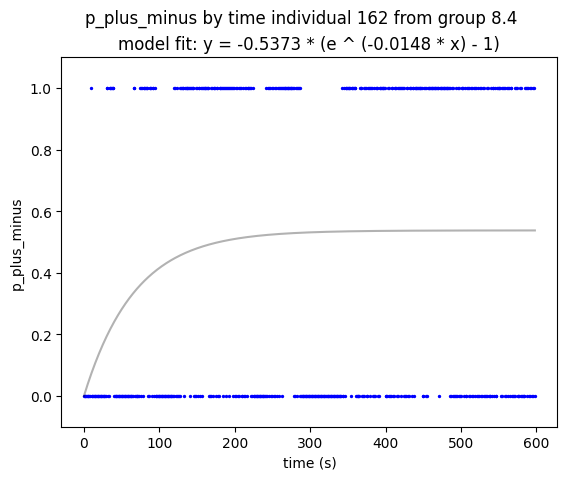 p_plus_minus by time individual 162 from group 8.4
model fit: y = -0.5373 * (e ^ (-0.0148 * x) - 1)
1.0
0.8
0.6
0.4
0.2
0.0
p_plus_minus
0 100 200 300 400 500 600
time (s)